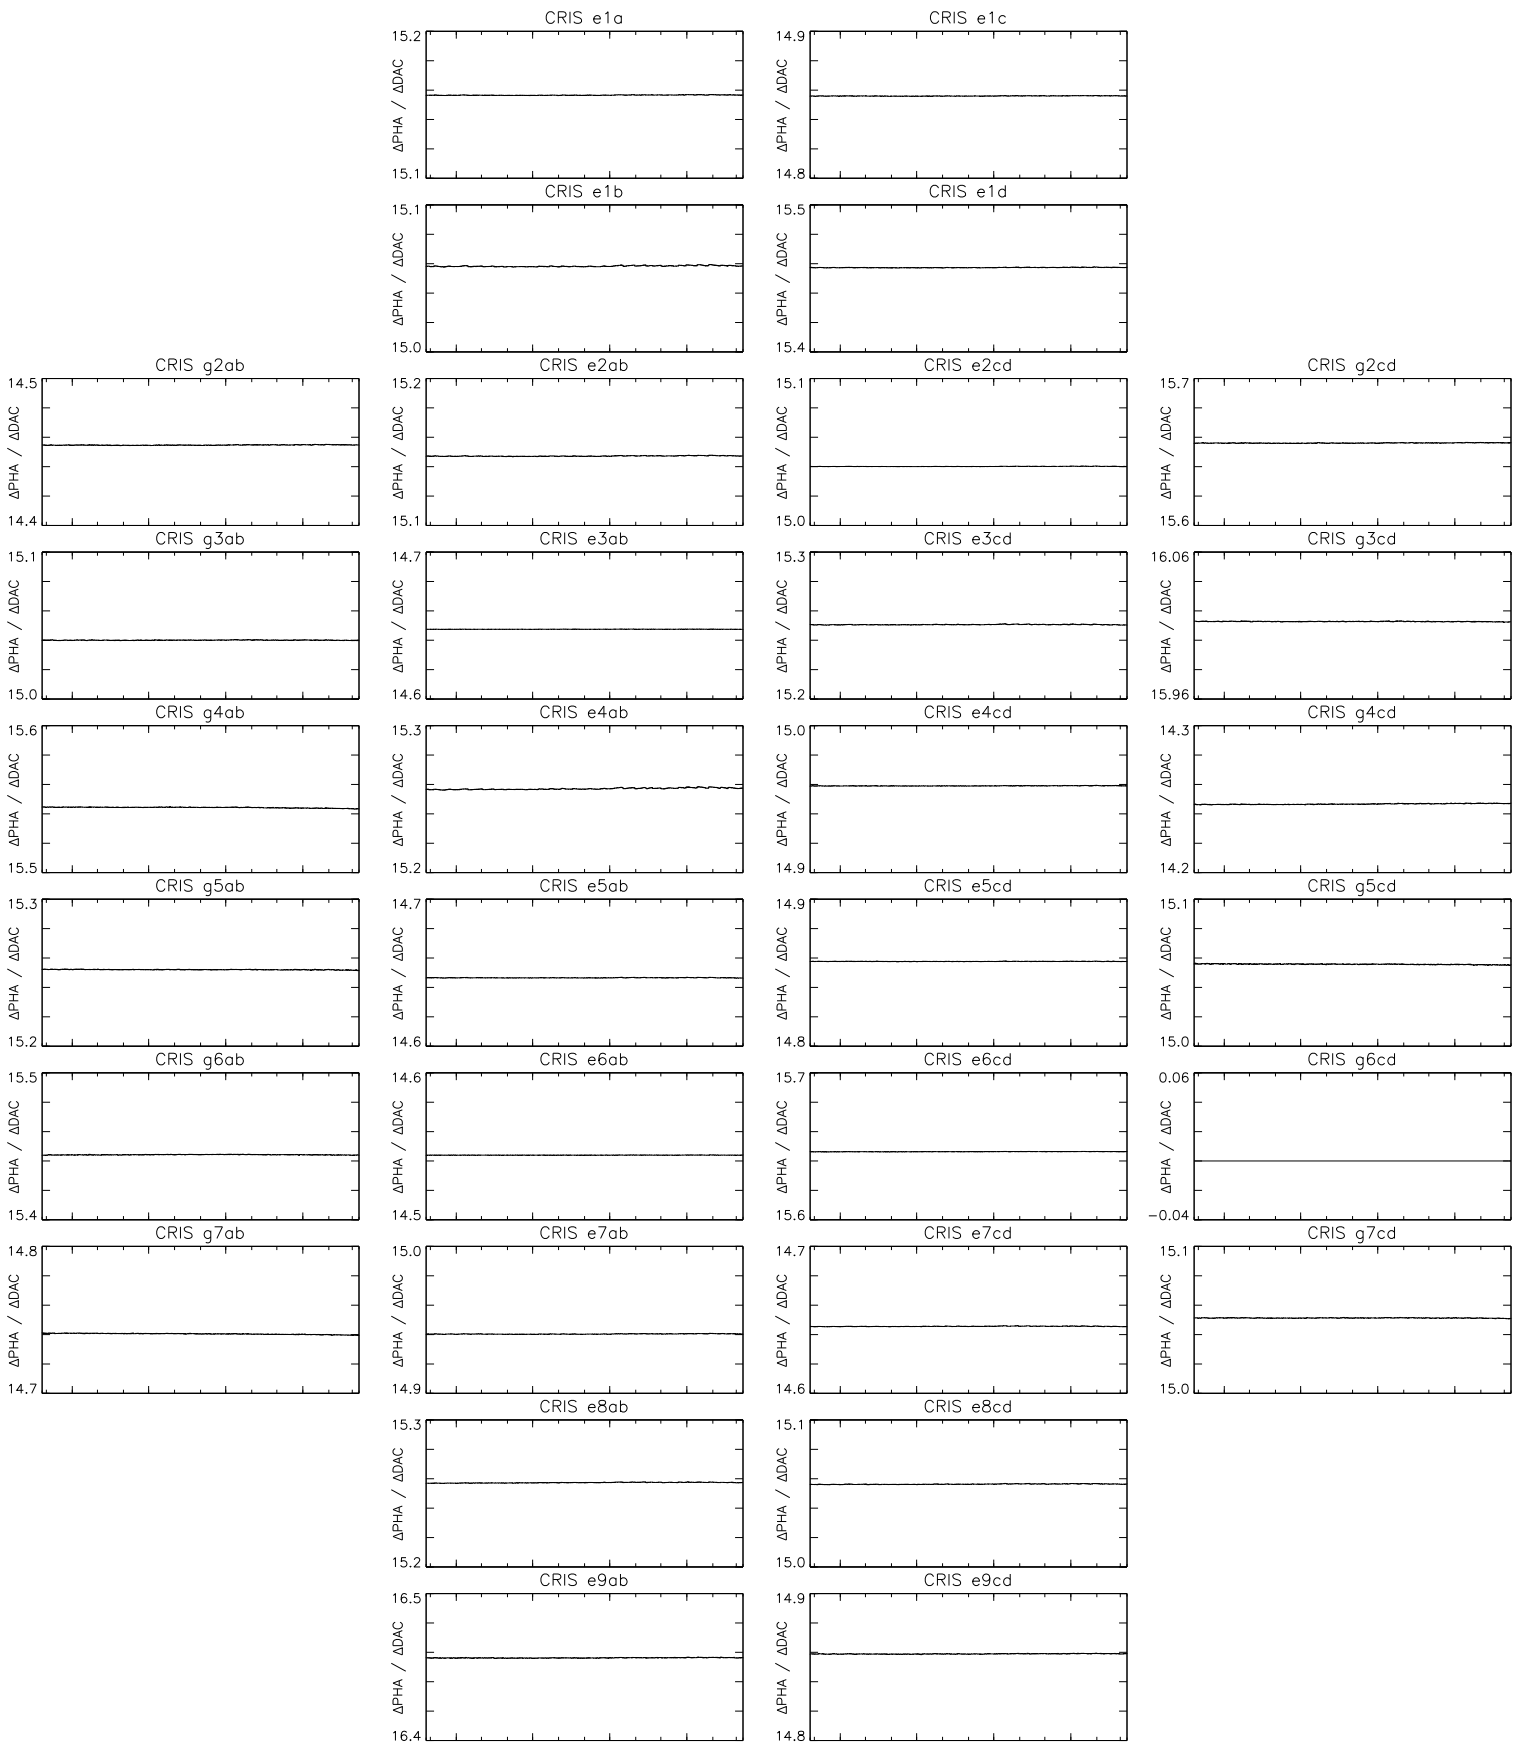 CRIS e1a
15.2
ΔPHA / ΔDAC
15.1
CRIS e1c
14.9
ΔPHA / ΔDAC
14.8
CRIS e1b
15.1
ΔPHA / ΔDAC
15.0
CRIS e1d
15.5
ΔPHA / ΔDAC
15.4
CRIS g2ab
14.5
ΔPHA / ΔDAC
14.4
CRIS e2ab
15.2
ΔPHA / ΔDAC
15.1
CRIS e2cd
15.1
ΔPHA / ΔDAC
15.0
CRIS g2cd
15.7
ΔPHA / ΔDAC
15.6
CRIS g3ab
15.1
ΔPHA / ΔDAC
15.0
CRIS e3ab
14.7
ΔPHA / ΔDAC
14.6
CRIS e3cd
15.3
ΔPHA / ΔDAC
15.2
CRIS g3cd
16.06
ΔPHA / ΔDAC
15.96
CRIS g4ab
15.6
ΔPHA / ΔDAC
15.5
CRIS e4ab
15.3
ΔPHA / ΔDAC
15.2
CRIS e4cd
15.0
ΔPHA / ΔDAC
14.9
CRIS g4cd
14.3
ΔPHA / ΔDAC
14.2
CRIS g5ab
15.3
ΔPHA / ΔDAC
15.2
CRIS e5ab
14.7
ΔPHA / ΔDAC
14.6
CRIS e5cd
14.9
ΔPHA / ΔDAC
14.8
CRIS g5cd
15.1
ΔPHA / ΔDAC
15.0
CRIS g6ab
15.5
ΔPHA / ΔDAC
15.4
CRIS e6ab
14.6
ΔPHA / ΔDAC
14.5
CRIS e6cd
15.7
ΔPHA / ΔDAC
15.6
CRIS g6cd
0.06
ΔPHA / ΔDAC
−0.04
CRIS g7ab
14.8
ΔPHA / ΔDAC
14.7
CRIS e7ab
15.0
ΔPHA / ΔDAC
14.9
CRIS e7cd
14.7
ΔPHA / ΔDAC
14.6
CRIS g7cd
15.1
ΔPHA / ΔDAC
15.0
CRIS e8ab
15.3
ΔPHA / ΔDAC
15.2
CRIS e8cd
15.1
ΔPHA / ΔDAC
15.0
CRIS e9ab
16.5
ΔPHA / ΔDAC
16.4
CRIS e9cd
14.9
ΔPHA / ΔDAC
14.8